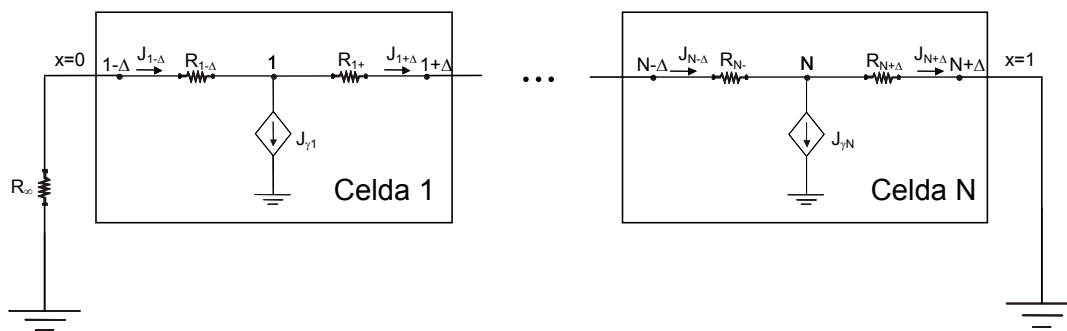 x=0 1-Δ J1-Δ R1-Δ 1 R1+ J1+Δ 1+Δ ... N-Δ JN-Δ RN- N RN+Δ JN+Δ N+Δ x=1
Jγ1 JγN
R∞ Celda 1 Celda N